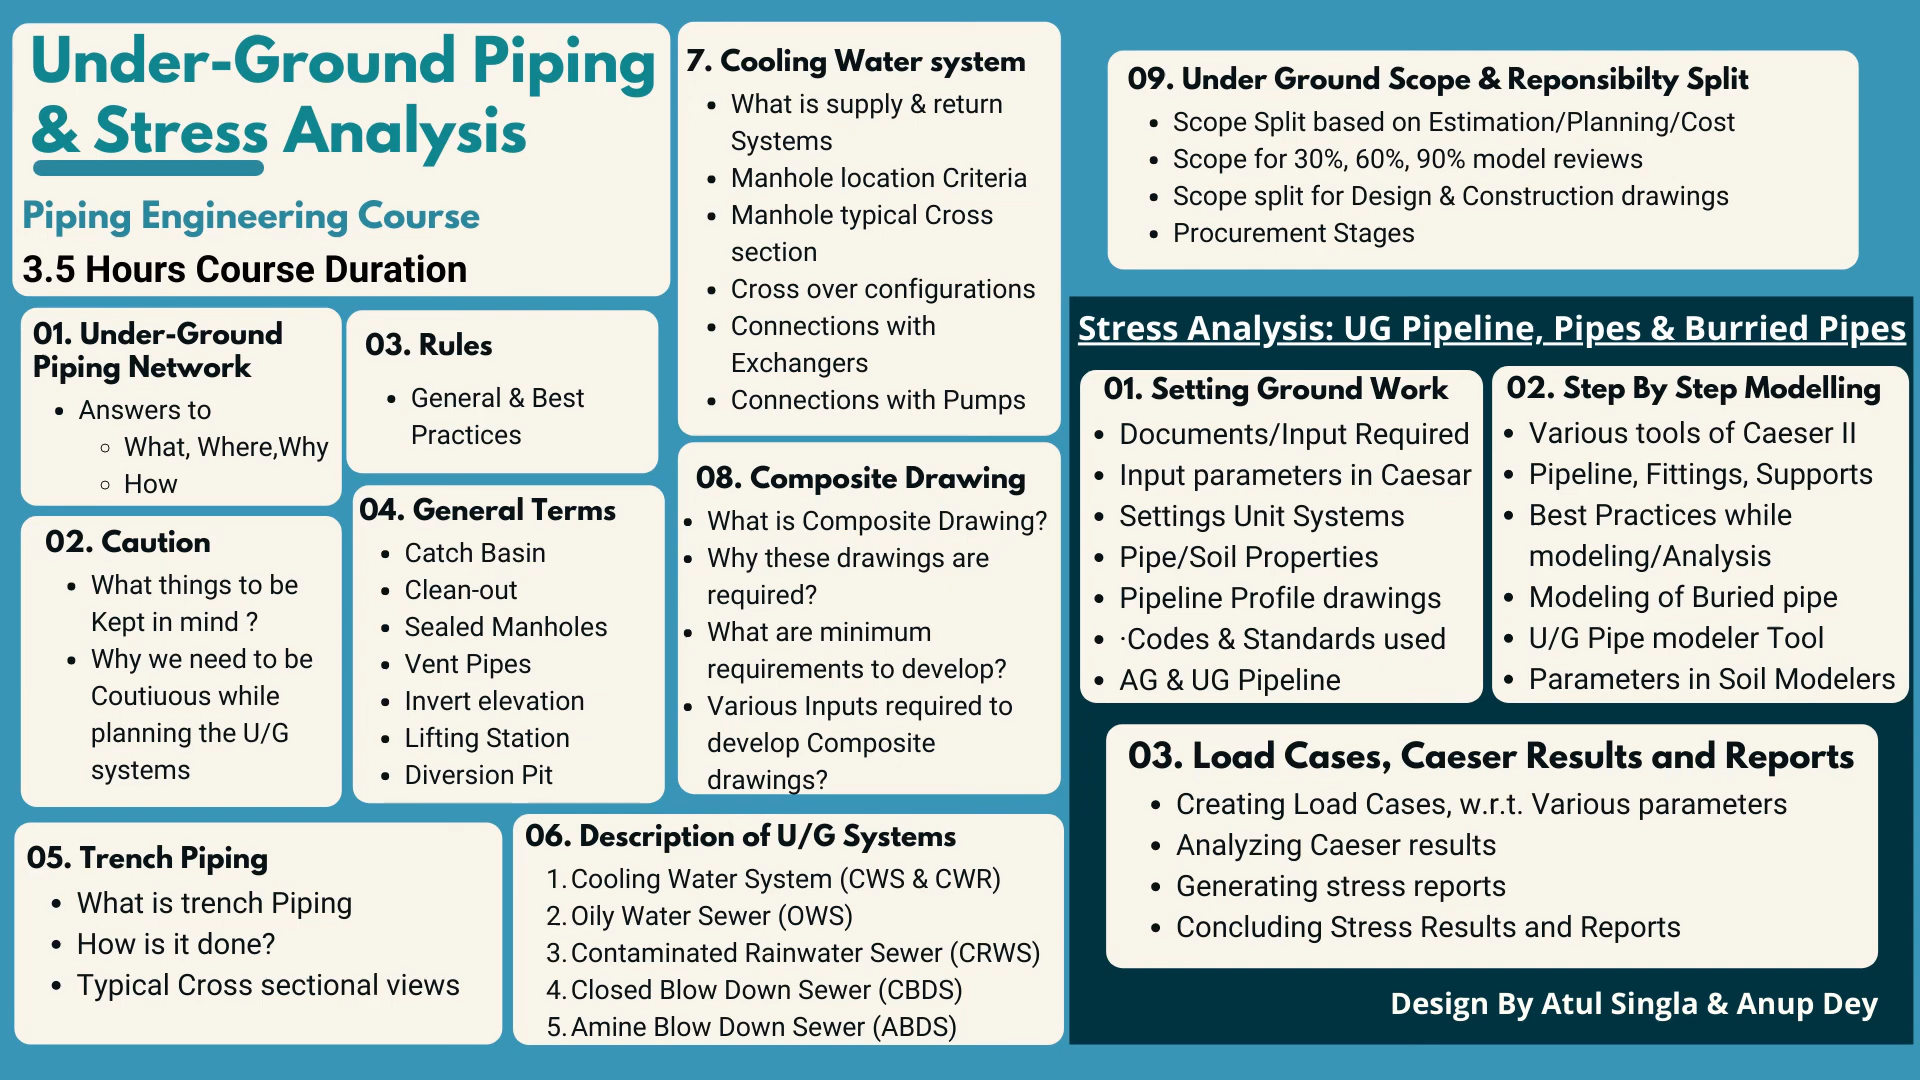 Under-Ground Piping
& Stress Analysis
Piping Engineering Course
3.5 Hours Course Duration
01. Under-Ground
Piping Network
• Answers to
◦ What, Where,Why
◦ How
02. Caution
• What things to be
Kept in mind ?
• Why we need to be
Coutiuous while
planning the U/G
systems
03. Rules
• General & Best
Practices
04. General Terms
• Catch Basin
• Clean-out
• Sealed Manholes
• Vent Pipes
• Invert elevation
• Lifting Station
• Diversion Pit
05. Trench Piping
• What is trench Piping
• How is it done?
• Typical Cross sectional views
06. Description of U/G Systems
1. Cooling Water System (CWS & CWR)
2. Oily Water Sewer (OWS)
3. Contaminated Rainwater Sewer (CRWS)
4. Closed Blow Down Sewer (CBDS)
5. Amine Blow Down Sewer (ABDS)
7. Cooling Water system
• What is supply & return
Systems
• Manhole location Criteria
• Manhole typical Cross
section
• Cross over configurations
• Connections with
Exchangers
• Connections with Pumps
08. Composite Drawing
• What is Composite Drawing?
• Why these drawings are
required?
• What are minimum
requirements to develop?
• Various Inputs required to
develop Composite
drawings?
09. Under Ground Scope & Reponsibilty Split
• Scope Split based on Estimation/Planning/Cost
• Scope for 30%, 60%, 90% model reviews
• Scope split for Design & Construction drawings
• Procurement Stages
Stress Analysis: UG Pipeline, Pipes & Burried Pipes
01. Setting Ground Work
• Documents/Input Required
• Input parameters in Caesar
• Settings Unit Systems
• Pipe/Soil Properties
• Pipeline Profile drawings
• ·Codes & Standards used
• AG & UG Pipeline
02. Step By Step Modelling
• Various tools of Caeser II
• Pipeline, Fittings, Supports
• Best Practices while
modeling/Analysis
• Modeling of Buried pipe
• U/G Pipe modeler Tool
• Parameters in Soil Modelers
03. Load Cases, Caeser Results and Reports
• Creating Load Cases, w.r.t. Various parameters
• Analyzing Caeser results
• Generating stress reports
• Concluding Stress Results and Reports
Design By Atul Singla & Anup Dey